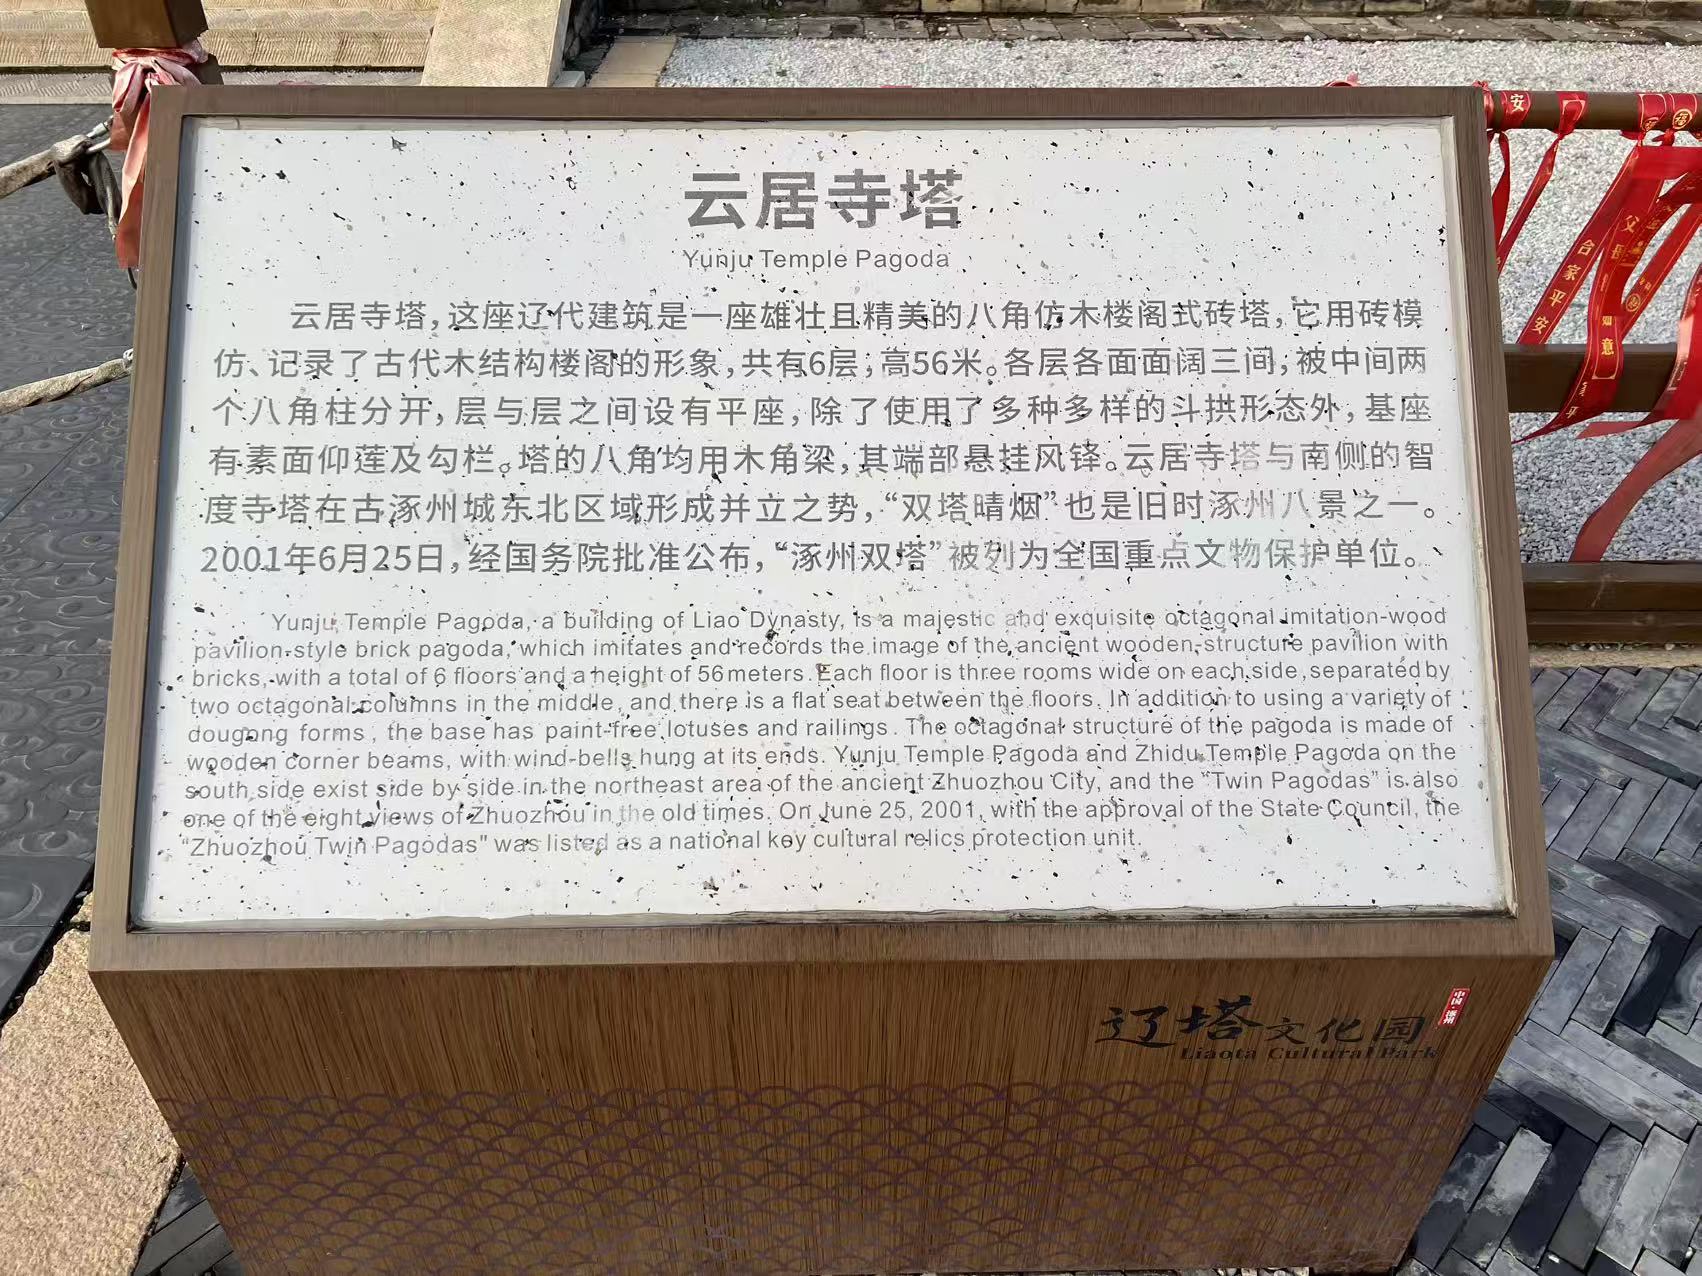 云居寺塔
Yunju Temple Pagoda
云居寺塔，这座辽代建筑是一座雄壮且精美的八角仿木楼阁式砖塔，它用砖模
仿、记录了古代木结构楼阁的形象，共有6层；高56米。各层各面面阔三间，被中间两
个八角柱分开，层与层之间设有平座，除了使用了多种多样的斗拱形态外，基座
有素面仰莲及勾栏。塔的八角均用木角梁，其端部悬挂风铎。云居寺塔与南侧的智
度寺塔在古涿州城东北区域形成并立之势，“双塔晴烟”也是旧时涿州八景之一。
2001年6月25日，经国务院批准公布，“涿州双塔”被列为全国重点文物保护单位。
Yunju Temple Pagoda, a building of Liao Dynasty, is a majestic and exquisite octagonal imitation-wood
pavilion-style brick pagoda, which imitates and records the image of the ancient wooden-structure pavilion with
bricks, with a total of 6 floors and a height of 56 meters. Each floor is three rooms wide on each side, separated by
two octagonal columns in the middle, and there is a flat seat between the floors. In addition to using a variety of
dougong forms, the base has paint-free lotuses and railings. The octagonal structure of the pagoda is made of
wooden corner beams, with wind-bells hung at its ends. Yunju Temple Pagoda and Zhidu Temple Pagoda on the
south side exist side by side in the northeast area of the ancient Zhuozhou City, and the "Twin Pagodas" is also
one of the eight views of Zhuozhou in the old times. On June 25, 2001, with the approval of the State Council, the
"Zhuozhou Twin Pagodas" was listed as a national key cultural relics protection unit.
辽塔文化园
中国·涿州
Liaota Cultural Park
安
福
合家平安
父母
如意